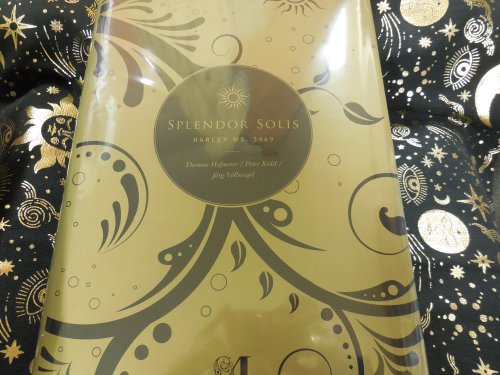 SPLENDOR SOLIS
HARLEY MS. 3469
Thomas Hofmeier / Peter Kidd /
Jörg Völlnagel